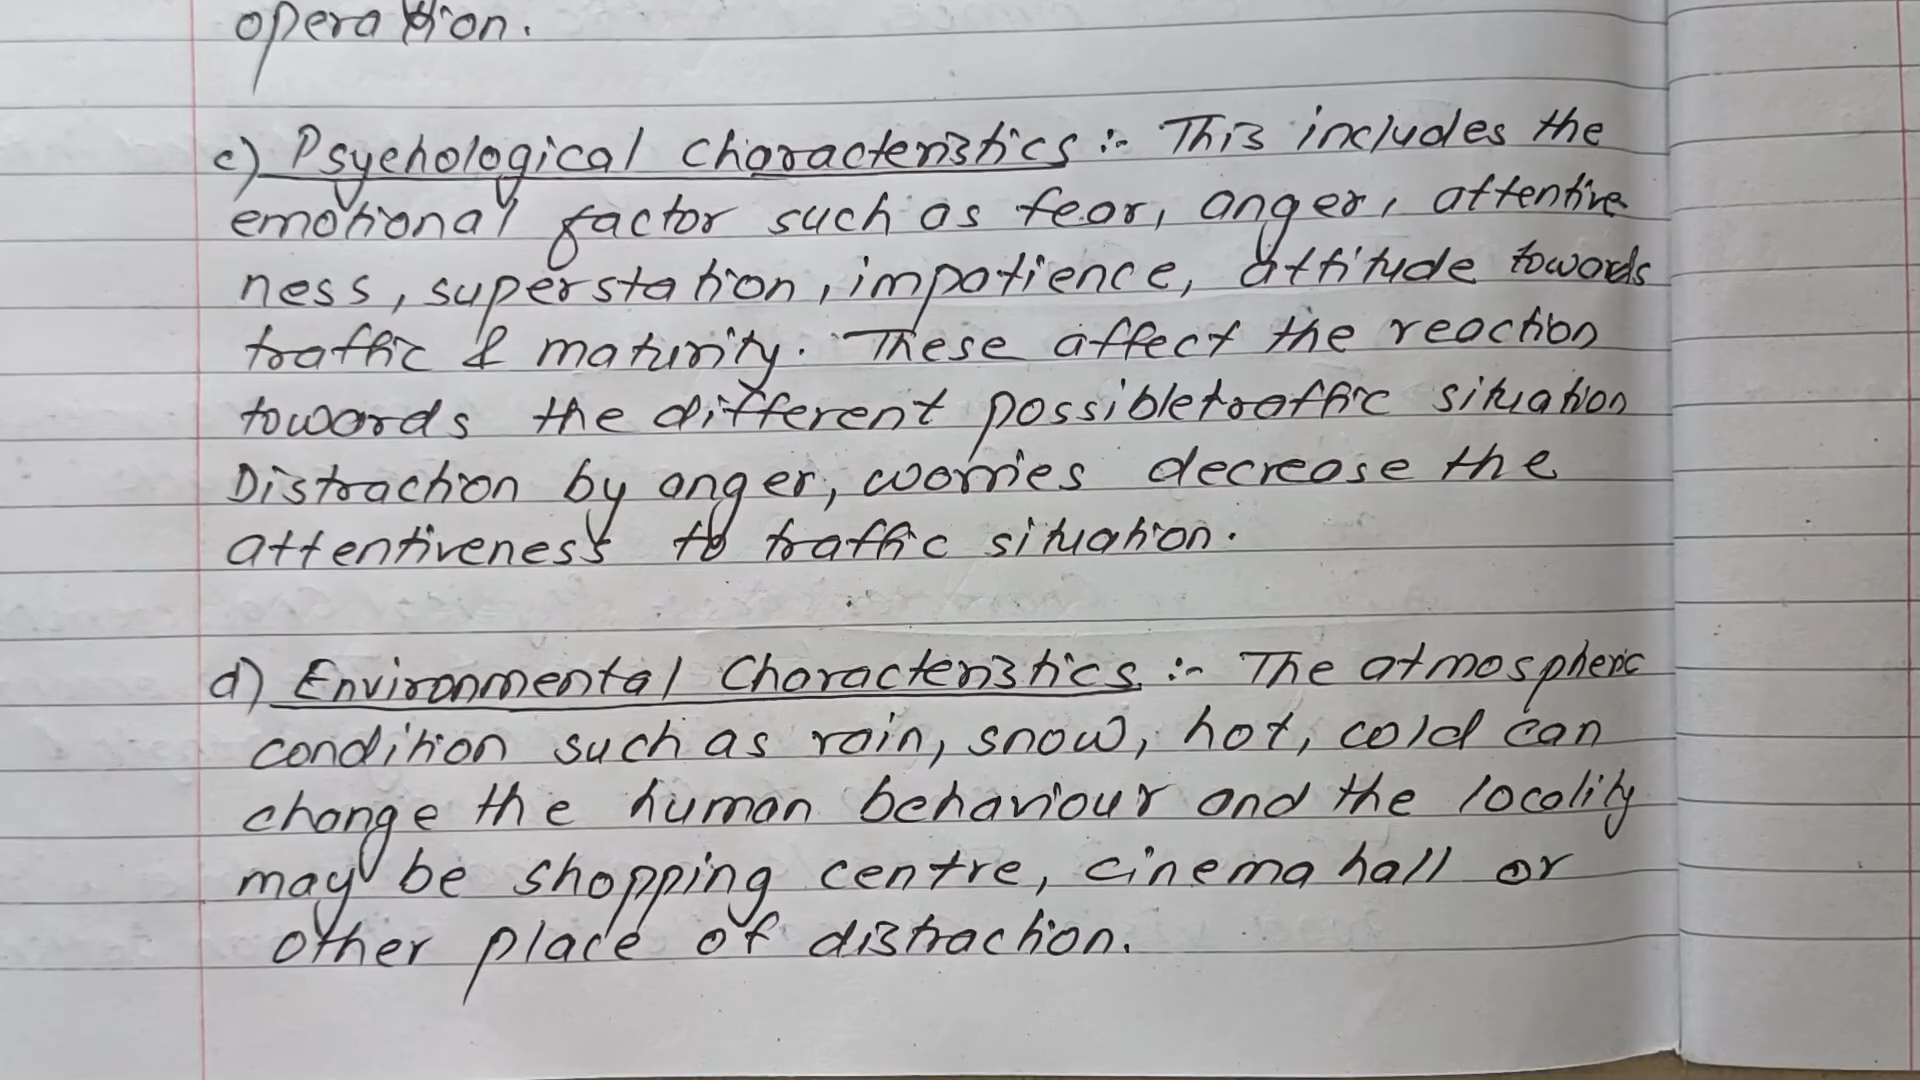 operation.
c) Psychological Characteristics :- This includes the
emotional factor such as fear, anger, attentive
ness, superstation, impatience, attitude towards
traffic & maturity. These affect the reaction
towards the different possible traffic situation
Distraction by anger, worries decrease the
attentiveness to traffic situation.
d) Environmental Characteristics :- The atmospheric
condition such as rain, snow, hot, cold can
change the human behaviour and the locality
may be shopping centre, cinema hall or
other place of distraction.